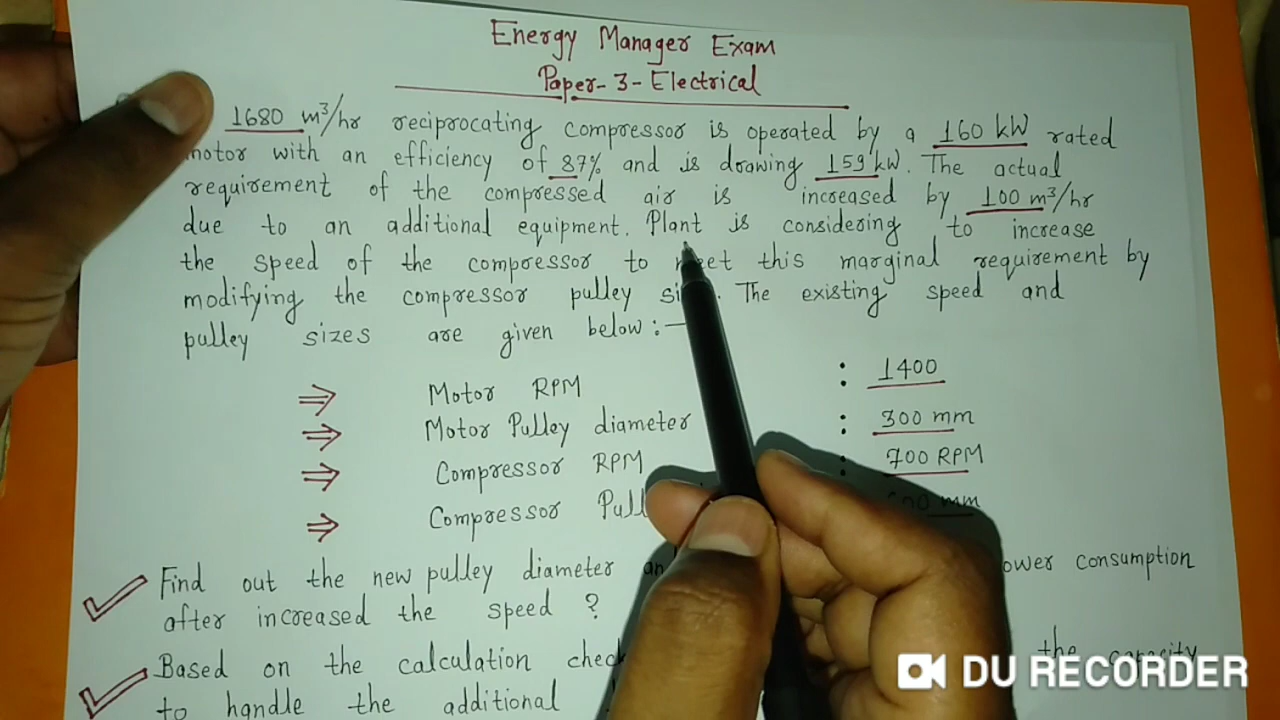 Energy Manager Exam
Paper-3-Electrical
1680 m³/hr reciprocating compressor is operated by a 160 kW rated
motor with an efficiency of 87% and is drawing 159 kW. The actual
requirement of the compressed air is increased by 100 m³/hr
due to an additional equipment. Plant is considering to increase
the speed of the compressor to meet this marginal requirement by
modifying the compressor pulley The existing speed and
pulley sizes are given below:—
⇒ Motor RPM : 1400
⇒ Motor Pulley diameter : 300 mm
⇒ Compressor RPM : 700 RPM
⇒ Compressor mm
Find out the new pulley diameter consumption
after increased the speed ?
Based on the calculation the capacity
to handle the additional
DU RECORDER